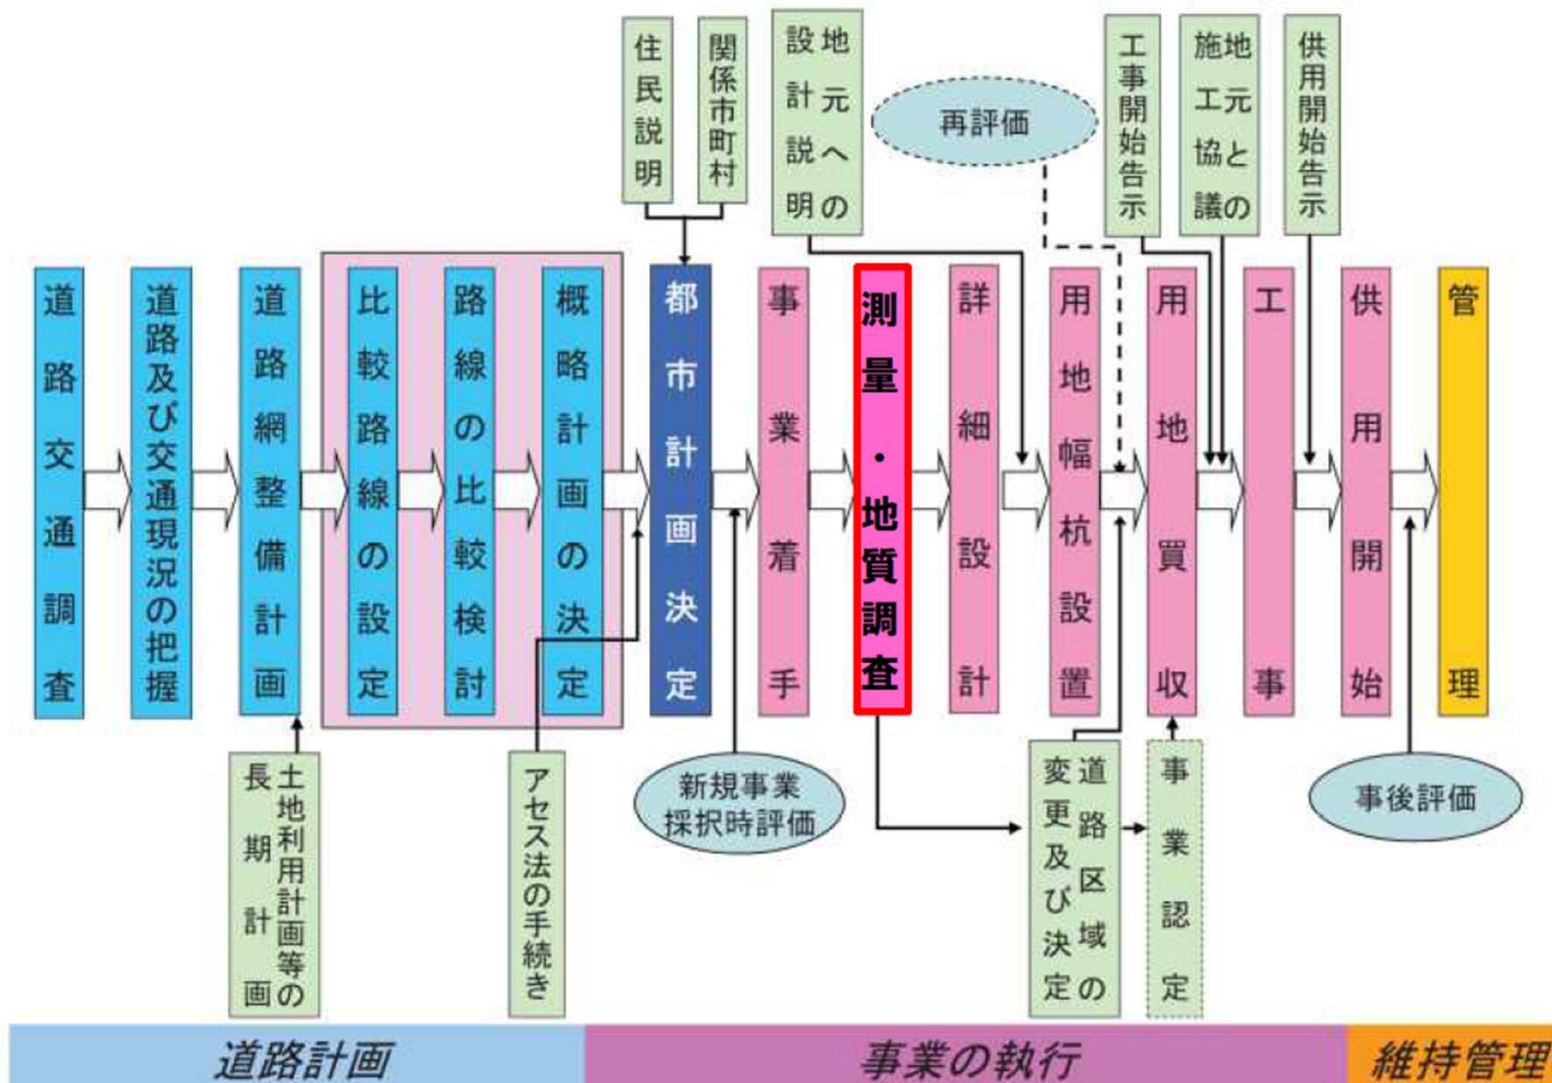 住民説明
関係市町村
地元への
設計説明
再評価
工事開始告示
地元との
施工協議
供用開始告示
道路交通調査
道路及び交通現況の把握
道路網整備計画
比較路線の設定
路線の比較検討
概略計画の決定
都市計画決定
事業着手
測量・地質調査
詳細設計
用地幅杭設置
用地買収
工事
供用開始
管理
土地利用計画等の
長期計画
アセス法の手続き
新規事業
採択時評価
道路区域の
変更及び決定
事業認定
事後評価
道路計画
事業の執行
維持管理